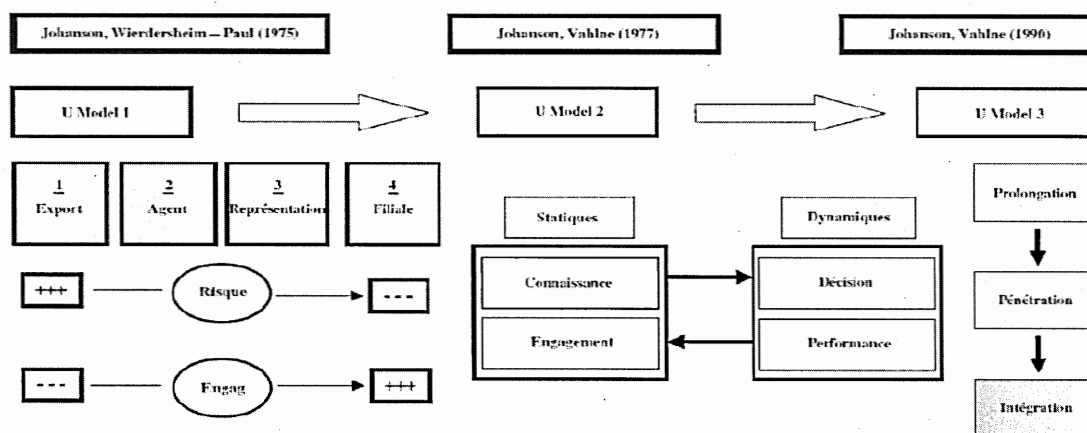 Johanson, Wierdersheim – Paul (1975)
Johanson, Vahlne (1977)
Johanson, Vahlne (1990)
U Model 1
U Model 2
U Model 3
1
Export
2
Agent
3
Représentation
4
Filiale
+++
Risque
- - -
- - -
Engag
+++
Statiques
Dynamiques
Connaissance
Décision
Engagement
Performance
Prolongation
Pénétration
Intégration